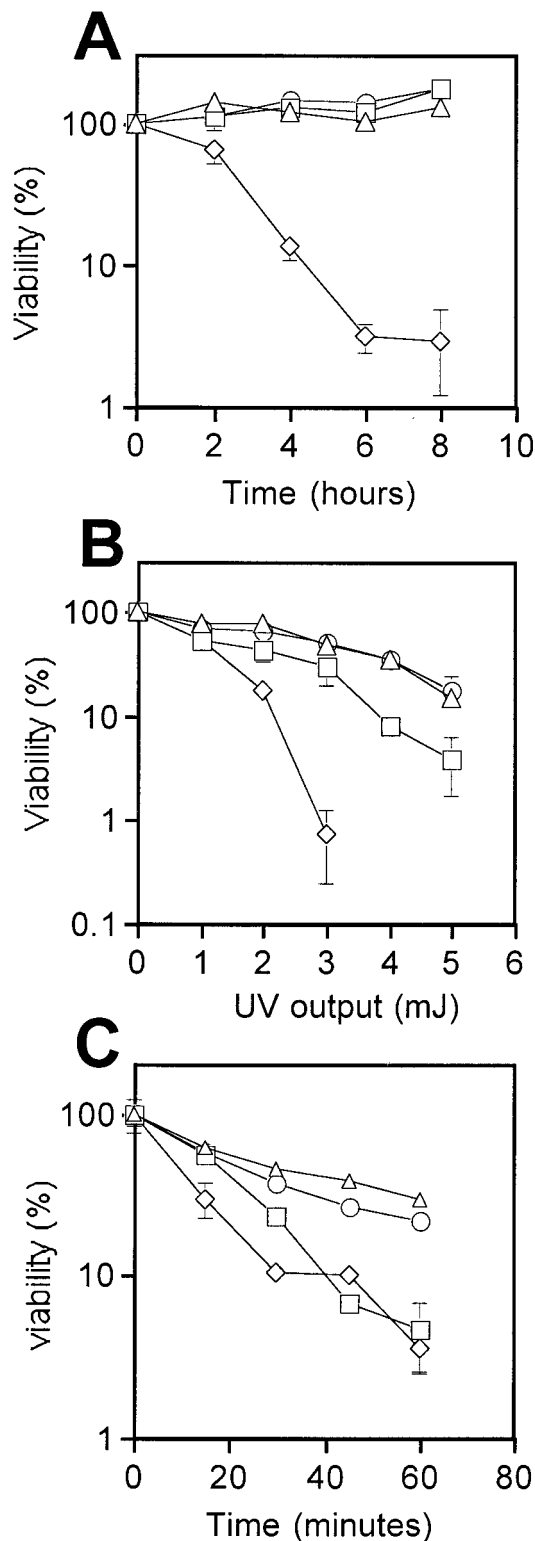 A
Viability (%)
100
10
1
0 2 4 6 8 10
Time (hours)
B
Viability (%)
100
10
1
0.1
0 1 2 3 4 5 6
UV output (mJ)
C
viability (%)
100
10
1
0 20 40 60 80
Time (minutes)